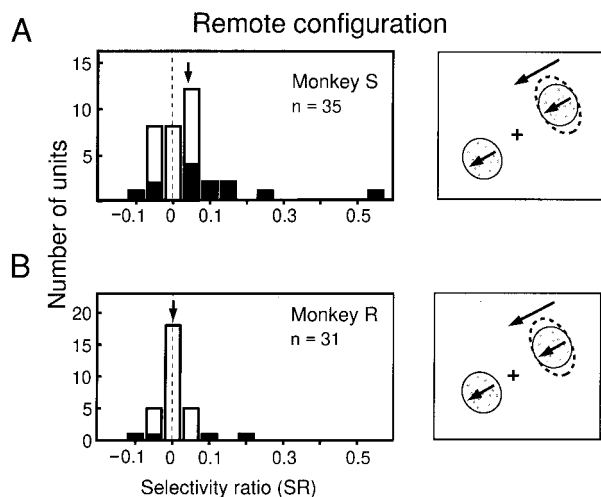 Remote configuration
A
Number of units
15
10
5
Monkey S
n = 35
−0.1 0 0.1 0.3 0.5
+
B
20
15
10
5
0
Monkey R
n = 31
−0.1 0 0.1 0.3 0.5
Selectivity ratio (SR)
+